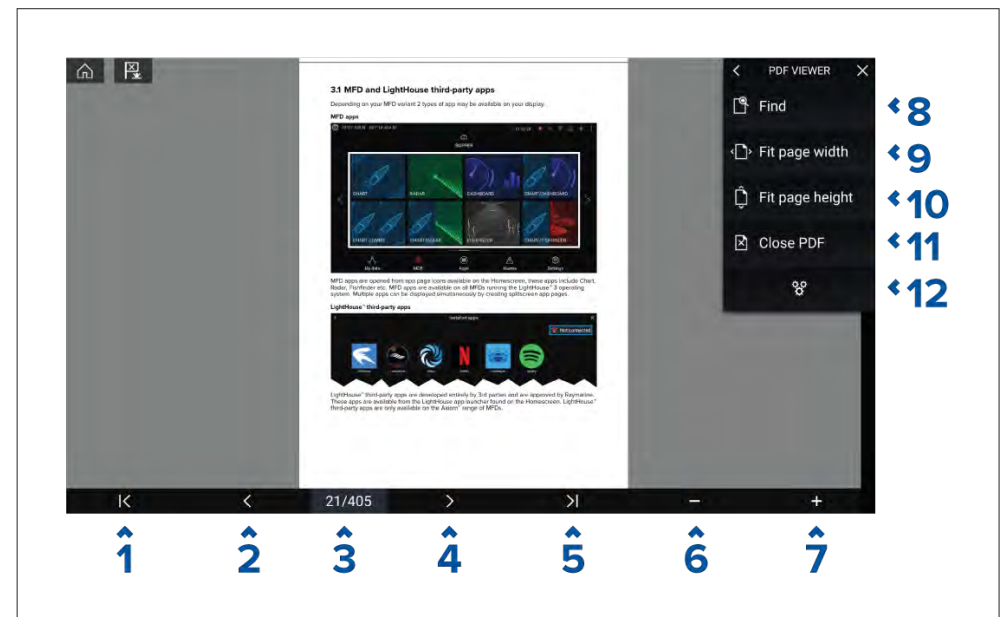 PDF VIEWER
Find
Fit page width
Fit page height
Close PDF
8
9
10
11
12
3.1 MFD and LightHouse third-party apps
Depending on your MFD variant 2 types of app may be available on your display.
MFD apps
CHART
RADAR
DASHBOARD
CHART/DASHBOARD
MFD
Apps
Alarms
Settings
MFD apps are opened from app page icons available on the Homescreen, these apps include Chart,
Radar, Fishfinder etc. MFD apps are available on all MFDs running the LightHouse™ 3 operating
system. Multiple apps can be displayed simultaneously by creating splitscreen app pages.
LightHouse™ third-party apps
Installed apps
Not connected
N
LightHouse™ third-party apps are developed entirely by 3rd parties and are approved by Raymarine.
These apps are available from the LightHouse app launcher found on the Homescreen. LightHouse™
third-party apps are only available on the Axiom™ range of MFDs.
21/405
1
2
3
4
5
6
7